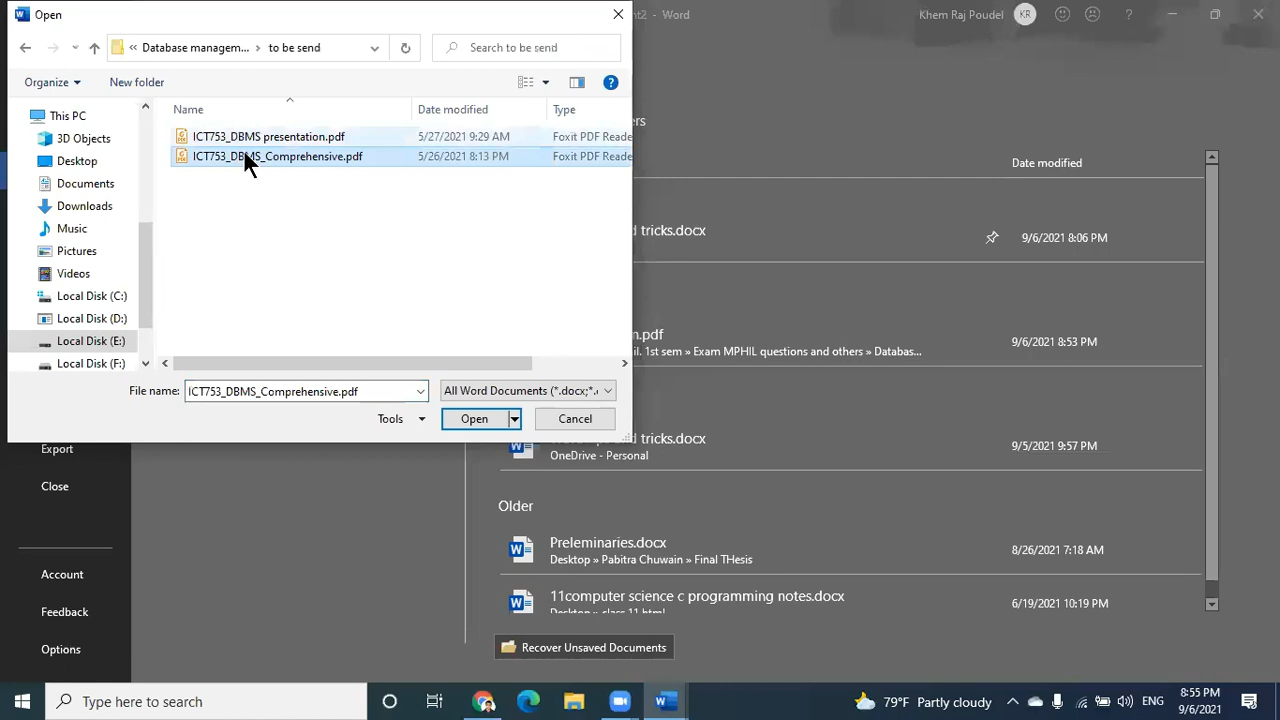 Open
ment2 - Word
Khem Raj Poudel
KR
?
« Database managem... › to be send
Search to be send
Organize
New folder
?
Name
Date modified
Type
This PC
3D Objects
Desktop
Documents
Downloads
Music
Pictures
Videos
Local Disk (C:)
Local Disk (D:)
Local Disk (E:)
Local Disk (F:)
ICT753_DBMS presentation.pdf
5/27/2021 9:29 AM
Foxit PDF Reade
ICT753_DBMS_Comprehensive.pdf
5/26/2021 8:13 PM
Foxit PDF Reade
File name:
ICT753_DBMS_Comprehensive.pdf
All Word Documents (*.docx;*.
Tools
Open
Cancel
ers
Date modified
d tricks.docx
9/6/2021 8:06 PM
m.pdf
il. 1st sem » Exam MPHIL questions and others » Databas...
9/6/2021 8:53 PM
d tricks.docx
OneDrive - Personal
9/5/2021 9:57 PM
Older
Preleminaries.docx
Desktop » Pabitra Chuwain » Final THesis
8/26/2021 7:18 AM
11computer science c programming notes.docx
Desktop » class 11 html
6/19/2021 10:19 PM
Recover Unsaved Documents
Export
Close
Account
Feedback
Options
Type here to search
79°F Partly cloudy
ENG
8:55 PM
9/6/2021